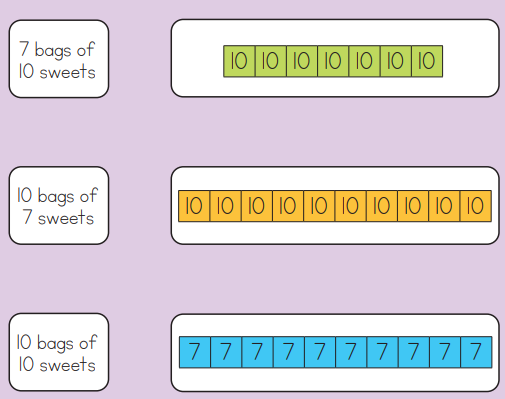 7 bags of
10 sweets
10 10 10 10 10 10 10
10 bags of
7 sweets
10 10 10 10 10 10 10 10 10 10
10 bags of
10 sweets
7 7 7 7 7 7 7 7 7 7